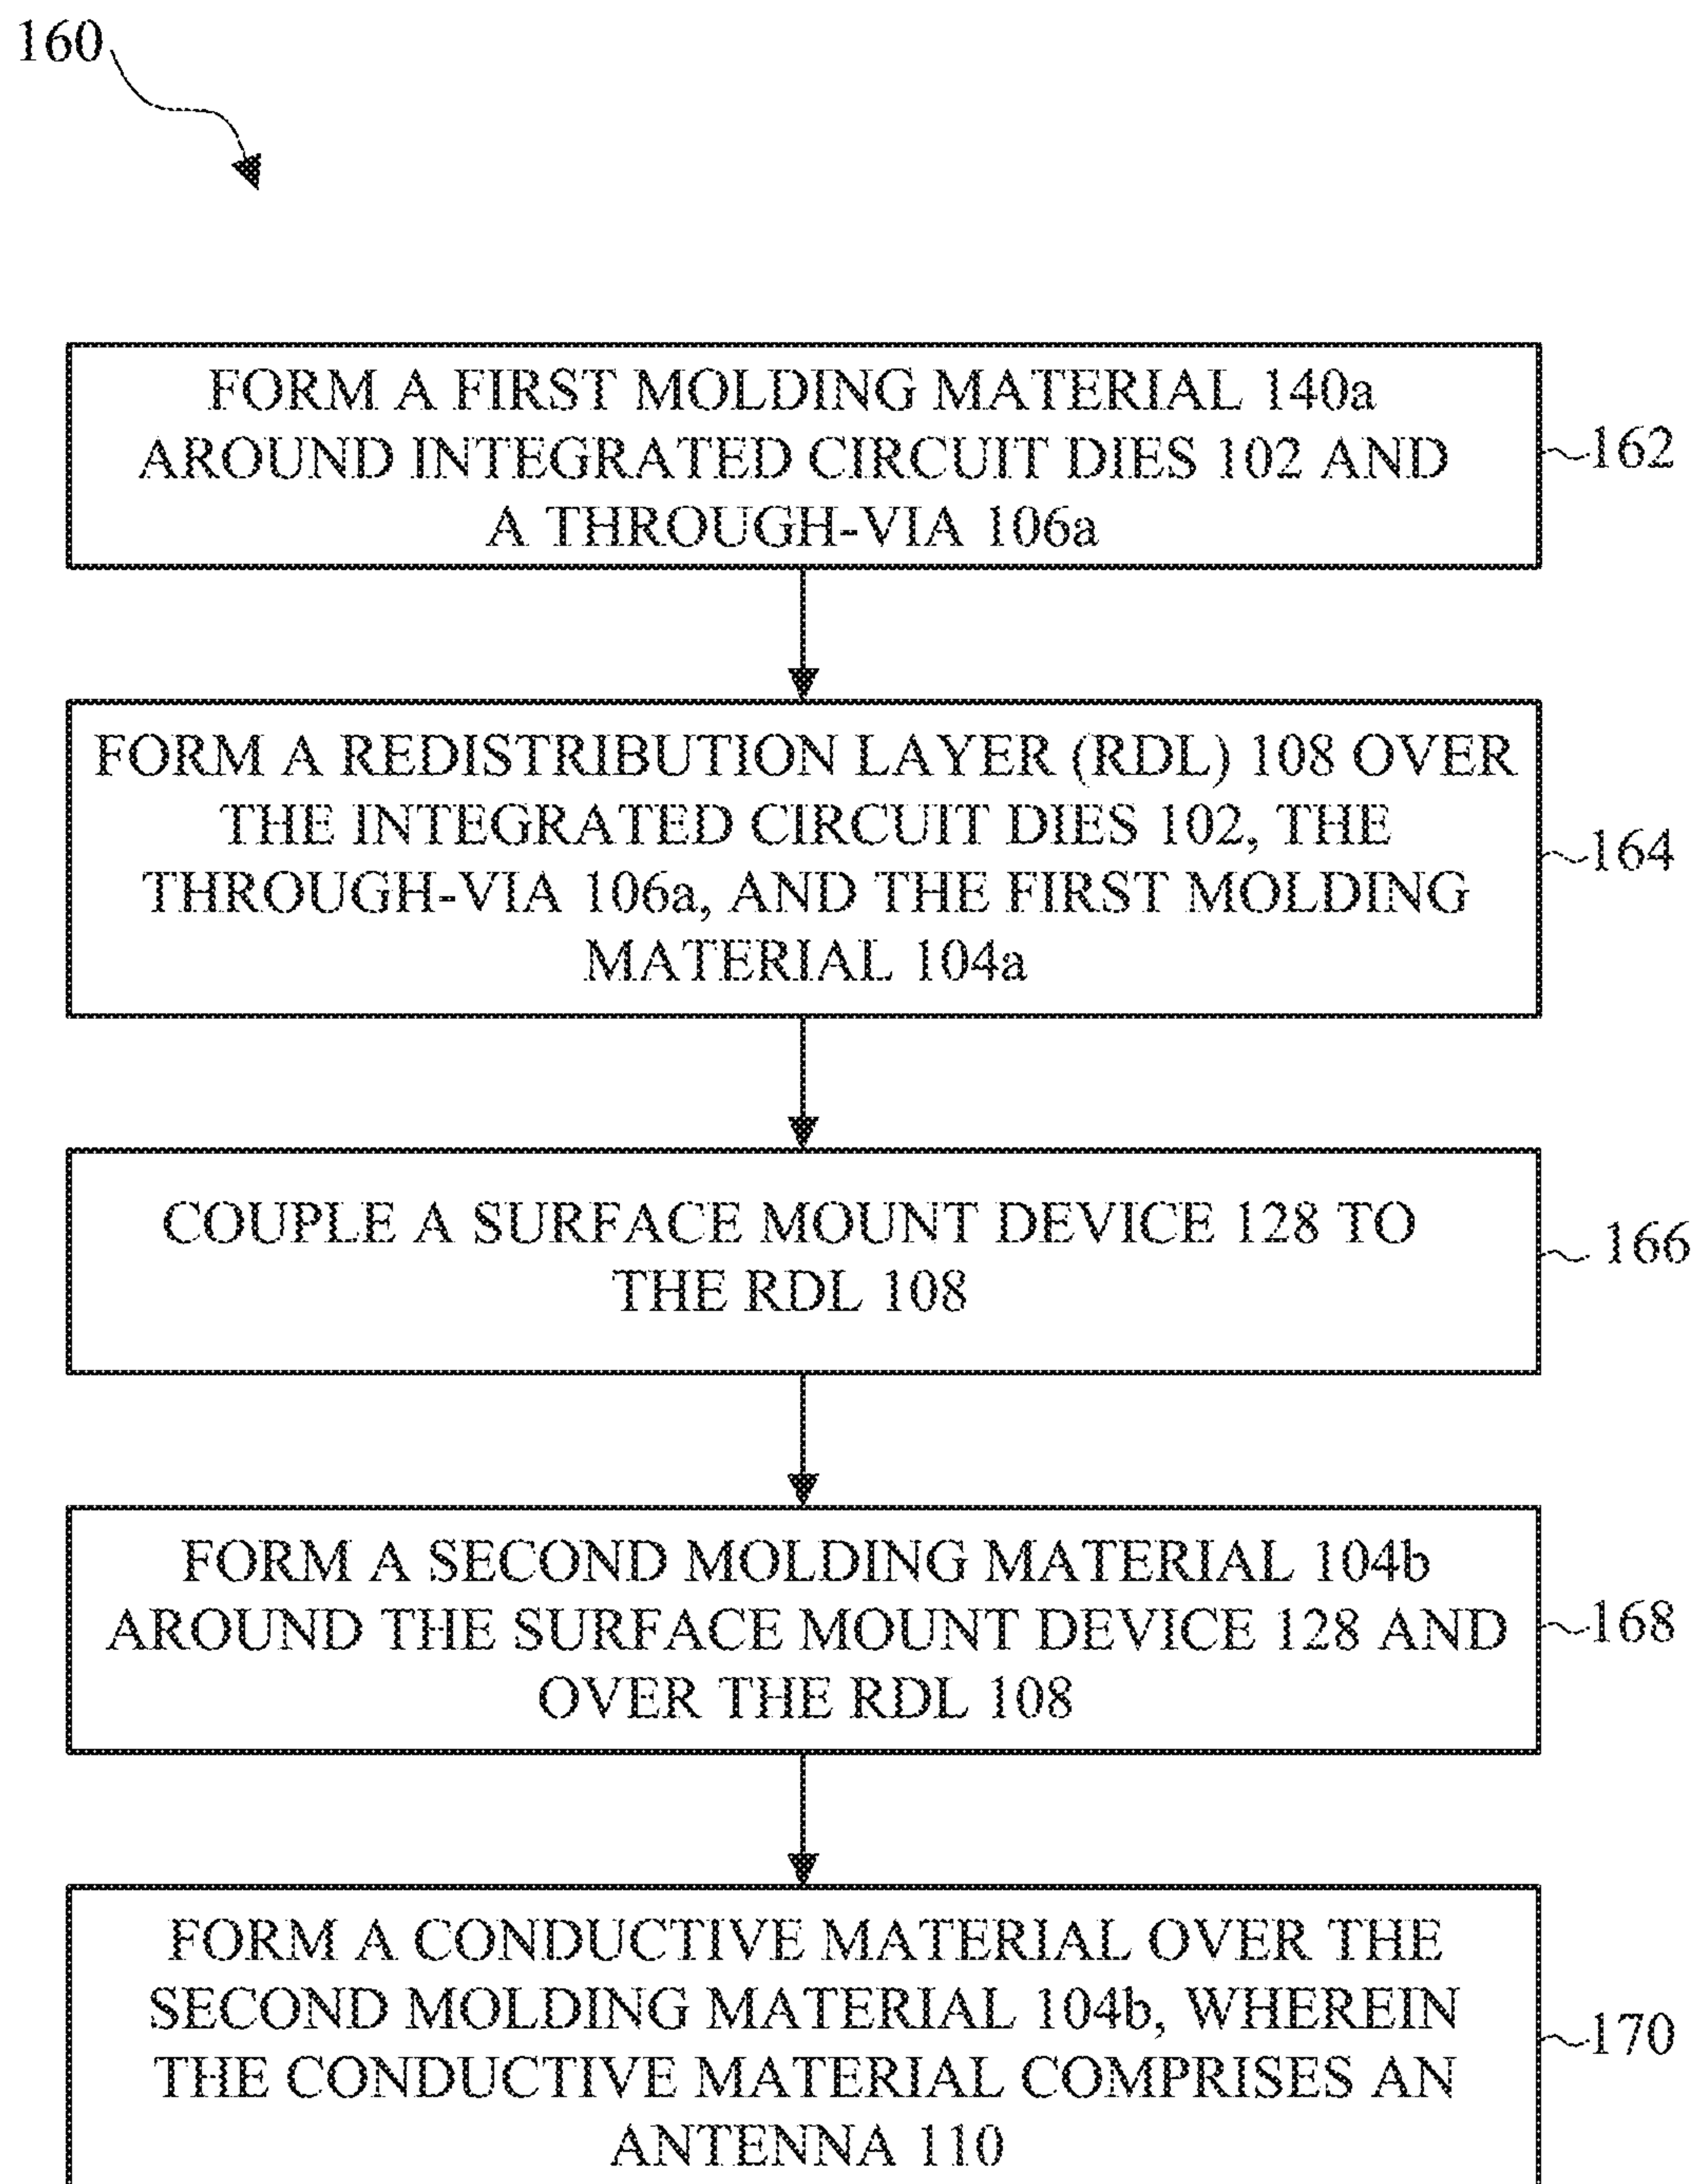 160
FORM A FIRST MOLDING MATERIAL 140a
AROUND INTEGRATED CIRCUIT DIES 102 AND
A THROUGH-VIA 106a
162
FORM A REDISTRIBUTION LAYER (RDL) 108 OVER
THE INTEGRATED CIRCUIT DIES 102, THE
THROUGH-VIA 106a, AND THE FIRST MOLDING
MATERIAL 104a
164
COUPLE A SURFACE MOUNT DEVICE 128 TO
THE RDL 108
166
FORM A SECOND MOLDING MATERIAL 104b
AROUND THE SURFACE MOUNT DEVICE 128 AND
OVER THE RDL 108
168
FORM A CONDUCTIVE MATERIAL OVER THE
SECOND MOLDING MATERIAL 104b, WHEREIN
THE CONDUCTIVE MATERIAL COMPRISES AN
ANTENNA 110
170